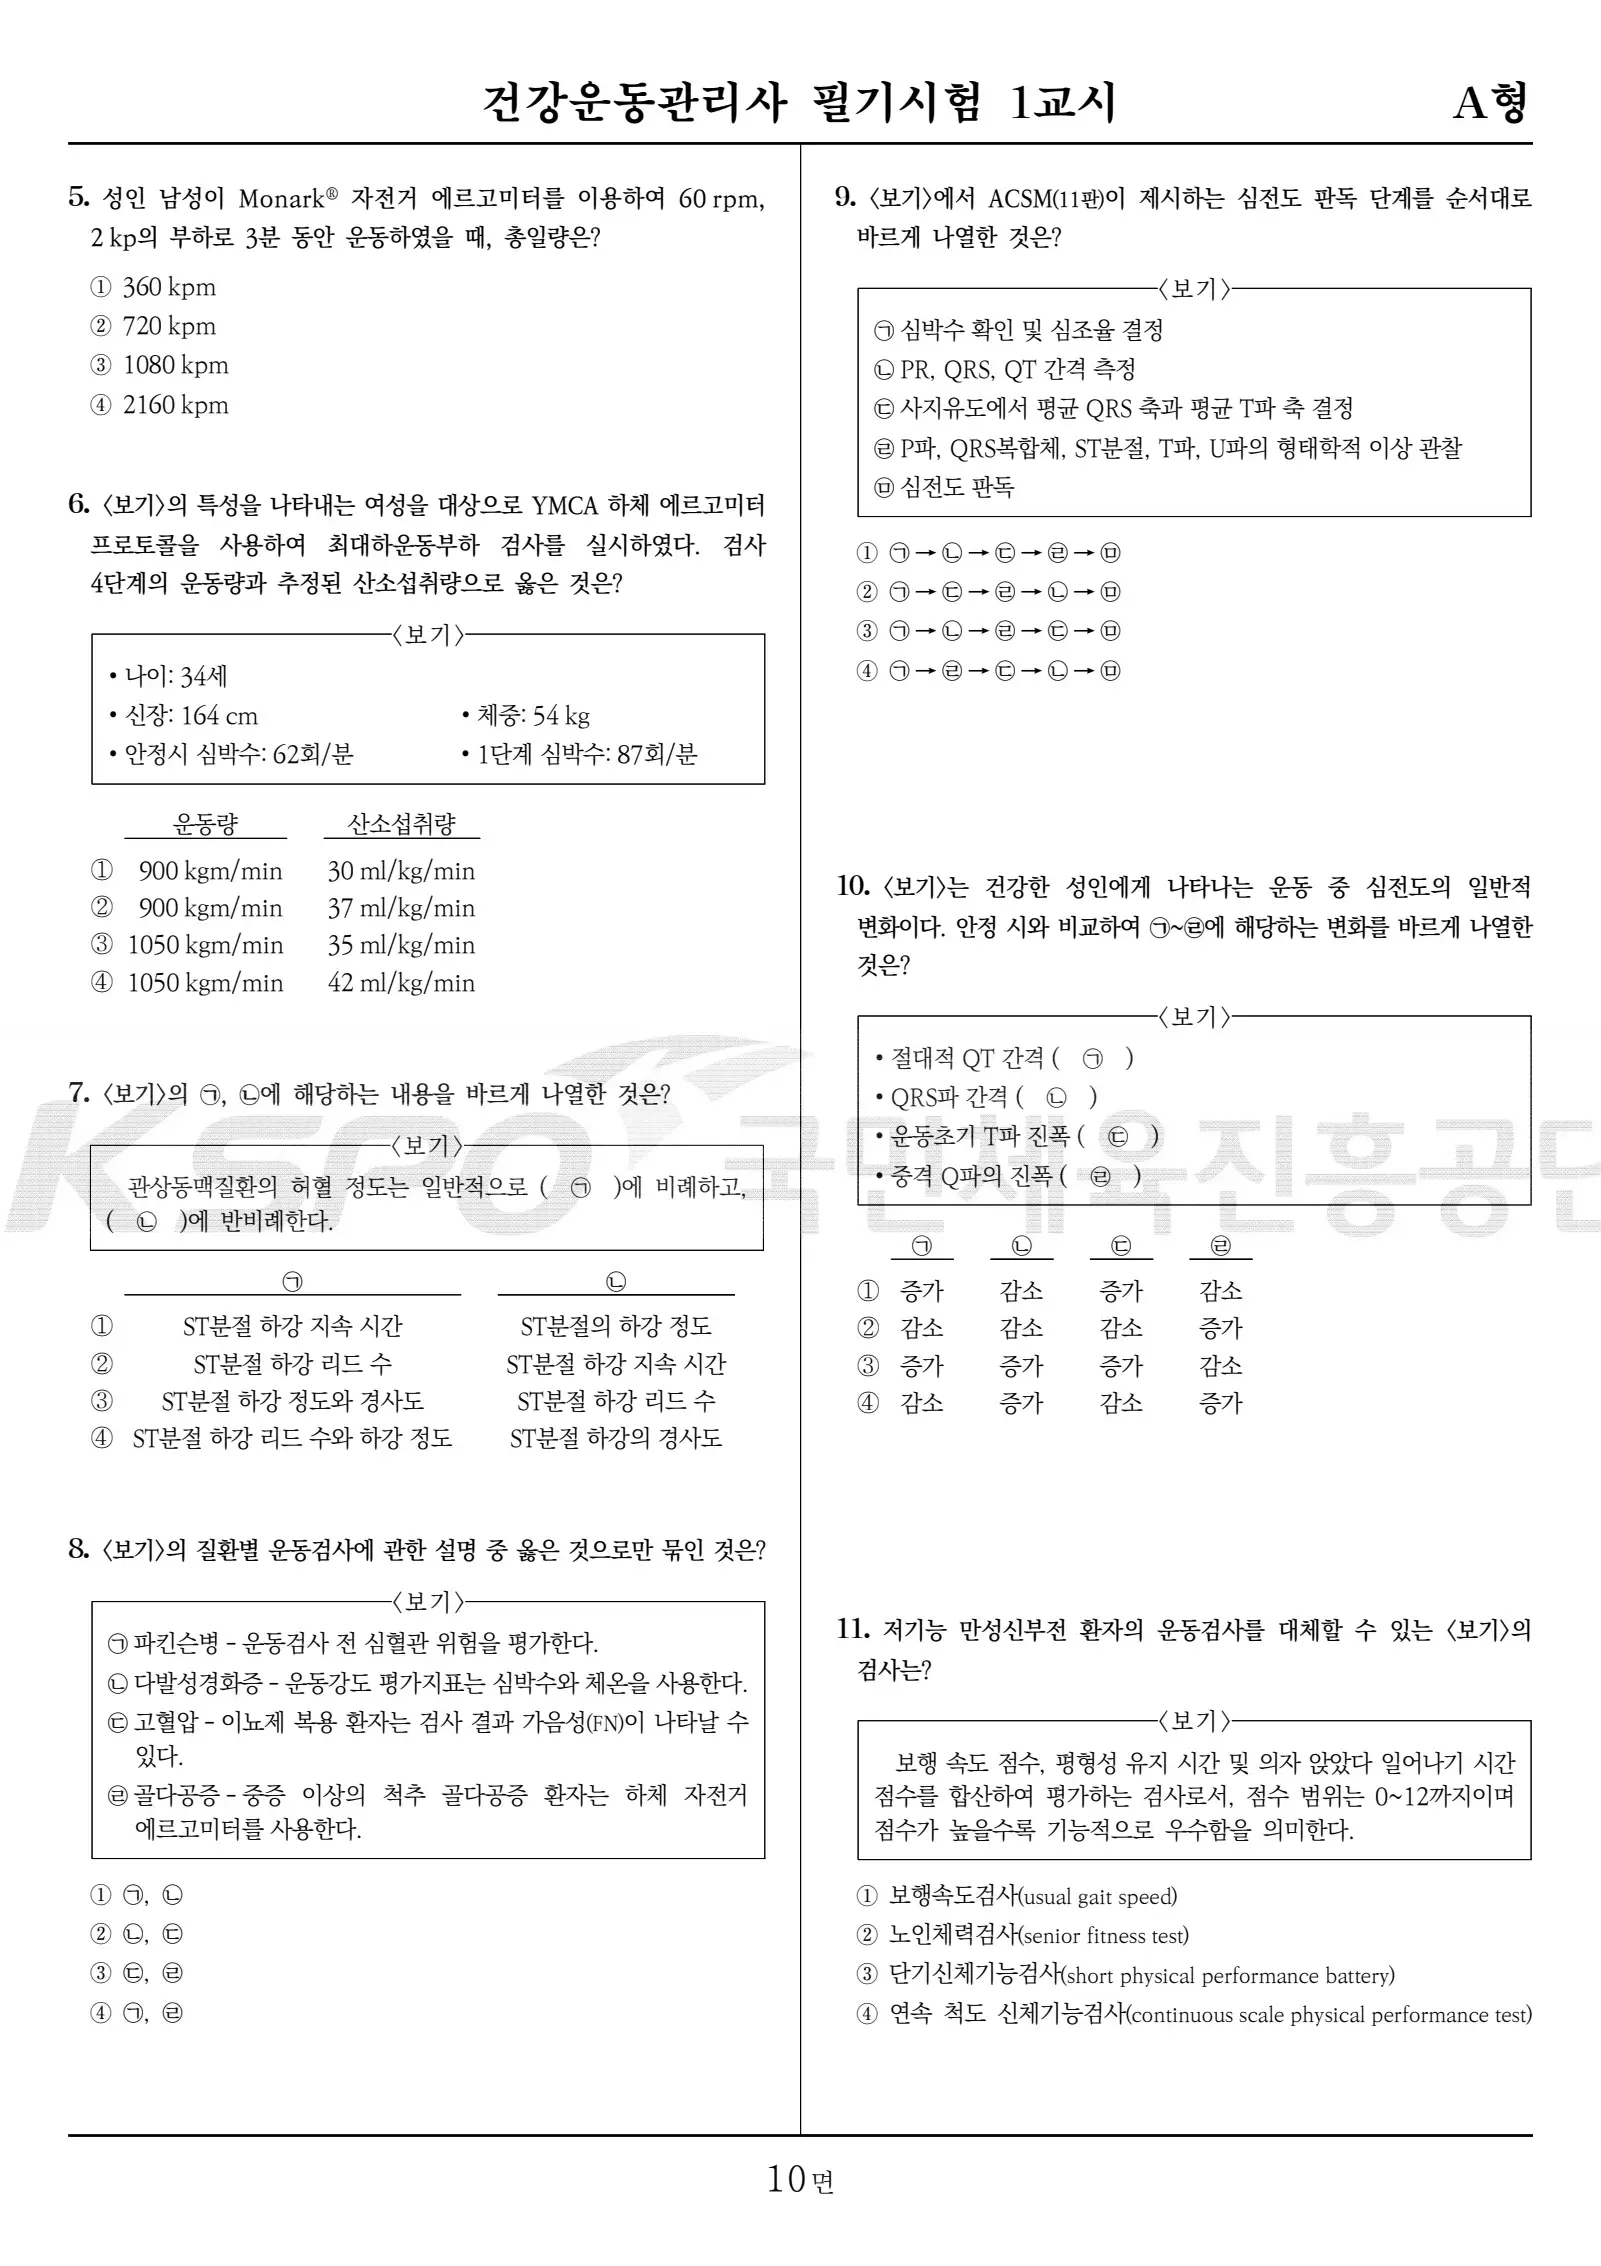 건강운동관리사 필기시험 1교시
A형
5. 성인 남성이 Monark® 자전거 에르고미터를 이용하여 60 rpm,
2 kp의 부하로 3분 동안 운동하였을 때, 총일량은?
① 360 kpm
② 720 kpm
③ 1080 kpm
④ 2160 kpm
6. 〈보기〉의 특성을 나타내는 여성을 대상으로 YMCA 하체 에르고미터
프로토콜을 사용하여 최대하운동부하 검사를 실시하였다. 검사
4단계의 운동량과 추정된 산소섭취량으로 옳은 것은?
〈보기〉
• 나이: 34세
• 신장: 164 cm • 체중: 54 kg
• 안정시 심박수: 62회/분 • 1단계 심박수: 87회/분
운동량 산소섭취량
① 900 kgm/min 30 ml/kg/min
② 900 kgm/min 37 ml/kg/min
③ 1050 kgm/min 35 ml/kg/min
④ 1050 kgm/min 42 ml/kg/min
7. 〈보기〉의 ㉠, ㉡에 해당하는 내용을 바르게 나열한 것은?
〈보기〉
관상동맥질환의 허혈 정도는 일반적으로 ( ㉠ )에 비례하고,
( ㉡ )에 반비례한다.
㉠ ㉡
① ST분절 하강 지속 시간 ST분절의 하강 정도
② ST분절 하강 리드 수 ST분절 하강 지속 시간
③ ST분절 하강 정도와 경사도 ST분절 하강 리드 수
④ ST분절 하강 리드 수와 하강 정도 ST분절 하강의 경사도
8. 〈보기〉의 질환별 운동검사에 관한 설명 중 옳은 것으로만 묶인 것은?
〈보기〉
㉠ 파킨슨병 - 운동검사 전 심혈관 위험을 평가한다.
㉡ 다발성경화증 - 운동강도 평가지표는 심박수와 체온을 사용한다.
㉢ 고혈압 - 이뇨제 복용 환자는 검사 결과 가음성(FN)이 나타날 수
있다.
㉣ 골다공증 - 중증 이상의 척추 골다공증 환자는 하체 자전거
에르고미터를 사용한다.
① ㉠, ㉡
② ㉡, ㉢
③ ㉢, ㉣
④ ㉠, ㉣
9. 〈보기〉에서 ACSM(11판)이 제시하는 심전도 판독 단계를 순서대로
바르게 나열한 것은?
〈보기〉
㉠ 심박수 확인 및 심조율 결정
㉡ PR, QRS, QT 간격 측정
㉢ 사지유도에서 평균 QRS 축과 평균 T파 축 결정
㉣ P파, QRS복합체, ST분절, T파, U파의 형태학적 이상 관찰
㉤ 심전도 판독
① ㉠→㉡→㉢→㉣→㉤
② ㉠→㉢→㉣→㉡→㉤
③ ㉠→㉡→㉣→㉢→㉤
④ ㉠→㉣→㉢→㉡→㉤
10. 〈보기〉는 건강한 성인에게 나타나는 운동 중 심전도의 일반적
변화이다. 안정 시와 비교하여 ㉠~㉣에 해당하는 변화를 바르게 나열한
것은?
〈보기〉
• 절대적 QT 간격 ( ㉠ )
• QRS파 간격 ( ㉡ )
• 운동초기 T파 진폭 ( ㉢ )
• 중격 Q파의 진폭 ( ㉣ )
㉠ ㉡ ㉢ ㉣
① 증가 감소 증가 감소
② 감소 감소 감소 증가
③ 증가 증가 증가 감소
④ 감소 증가 감소 증가
11. 저기능 만성신부전 환자의 운동검사를 대체할 수 있는 〈보기〉의
검사는?
〈보기〉
보행 속도 점수, 평형성 유지 시간 및 의자 앉았다 일어나기 시간
점수를 합산하여 평가하는 검사로서, 점수 범위는 0~12까지이며
점수가 높을수록 기능적으로 우수함을 의미한다.
① 보행속도검사(usual gait speed)
② 노인체력검사(senior fitness test)
③ 단기신체기능검사(short physical performance battery)
④ 연속 척도 신체기능검사(continuous scale physical performance test)
KSPO 국민체육진흥공단
10면